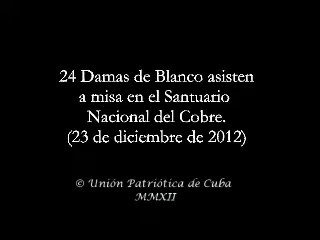 24 Damas de Blanco asisten
a misa en el Santuario
Nacional del Cobre.
(23 de diciembre de 2012)
© Unión Patriótica de Cuba
MMXII